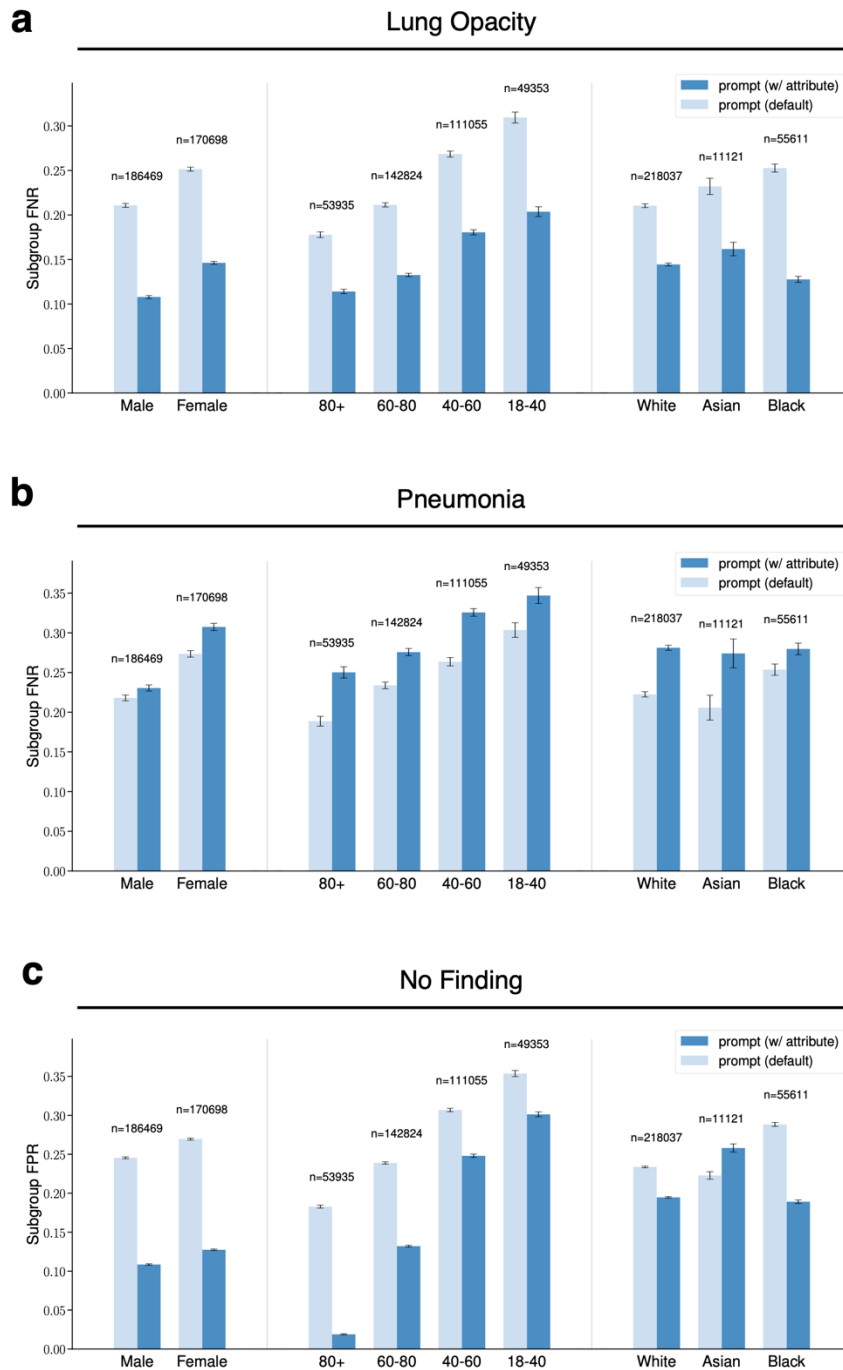 a
Lung Opacity
prompt (w/ attribute)
prompt (default)
n=186469
n=170698
n=53935
n=142824
n=111055
n=49353
n=218037
n=11121
n=55611
Subgroup FNR
0.30
0.25
0.20
0.15
0.10
0.05
0.00
Male Female 80+ 60-80 40-60 18-40 White Asian Black
b
Pneumonia
prompt (w/ attribute)
prompt (default)
n=186469
n=170698
n=53935
n=142824
n=111055
n=49353
n=218037
n=11121
n=55611
Subgroup FNR
0.35
0.30
0.25
0.20
0.15
0.10
0.05
0.00
Male Female 80+ 60-80 40-60 18-40 White Asian Black
c
No Finding
prompt (w/ attribute)
prompt (default)
n=186469
n=170698
n=53935
n=142824
n=111055
n=49353
n=218037
n=11121
n=55611
Subgroup FPR
0.35
0.30
0.25
0.20
0.15
0.10
0.05
0.00
Male Female 80+ 60-80 40-60 18-40 White Asian Black